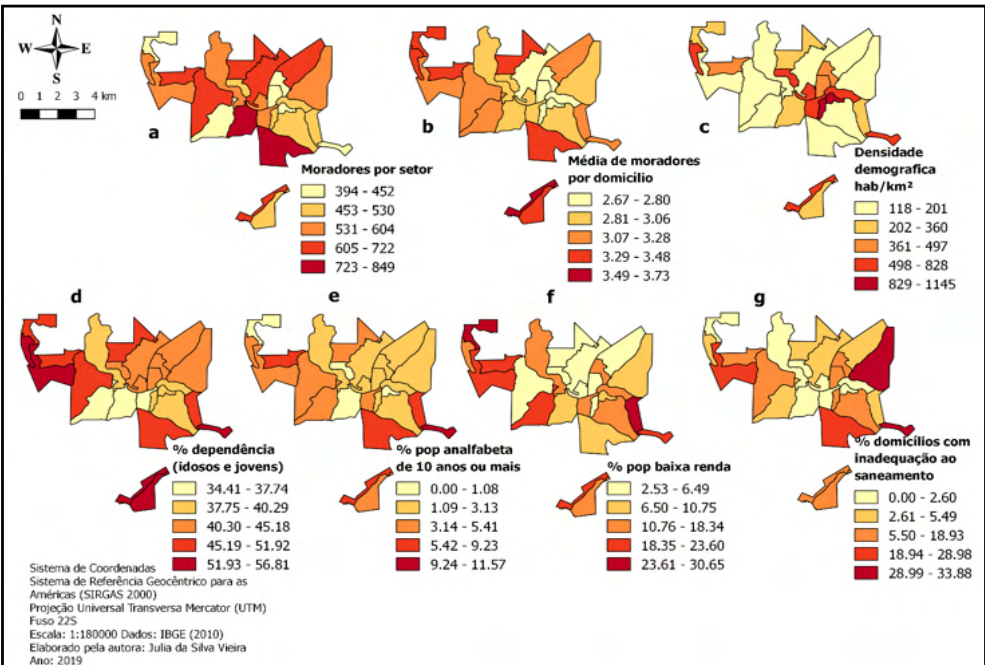 N
W E
S
0 1 2 3 4 km
a
Moradores por setor
394 - 452
453 - 530
531 - 604
605 - 722
723 - 849
b
Média de moradores
por domicílio
2.67 - 2.80
2.81 - 3.06
3.07 - 3.28
3.29 - 3.48
3.49 - 3.73
c
Densidade
demografica
hab/km²
118 - 201
202 - 360
361 - 497
498 - 828
829 - 1145
d
% dependência
(idosos e jovens)
34.41 - 37.74
37.75 - 40.29
40.30 - 45.18
45.19 - 51.92
51.93 - 56.81
e
% pop analfabeta
de 10 anos ou mais
0.00 - 1.08
1.09 - 3.13
3.14 - 5.41
5.42 - 9.23
9.24 - 11.57
f
% pop baixa renda
2.53 - 6.49
6.50 - 10.75
10.76 - 18.34
18.35 - 23.60
23.61 - 30.65
g
% domicílios com
inadequação ao
saneamento
0.00 - 2.60
2.61 - 5.49
5.50 - 18.93
18.94 - 28.98
28.99 - 33.88
Sistema de Coordenadas
Sistema de Referência Geocêntrico para as
Américas (SIRGAS 2000)
Projeção Universal Transversa Mercator (UTM)
Fuso 22S
Escala: 1:180000 Dados: IBGE (2010)
Elaborado pela autora: Julia da Silva Vieira
Ano: 2019